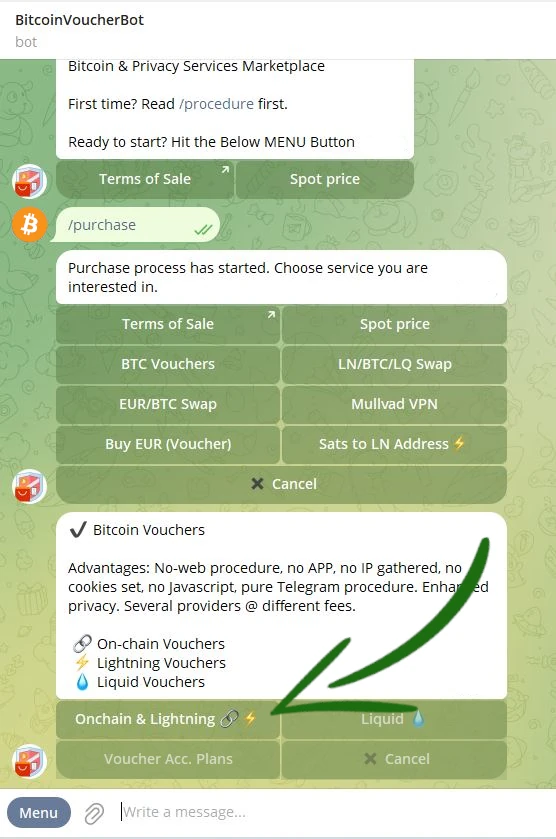 BitcoinVoucherBot
bot
Bitcoin & Privacy Services Marketplace
First time? Read /procedure first.
Ready to start? Hit the Below MENU Button
Terms of Sale
Spot price
/purchase
Purchase process has started. Choose service you are
interested in.
Terms of Sale
Spot price
BTC Vouchers
LN/BTC/LQ Swap
EUR/BTC Swap
Mullvad VPN
Buy EUR (Voucher)
Sats to LN Address⚡
✖ Cancel
✔ Bitcoin Vouchers
Advantages: No-web procedure, no APP, no IP gathered, no
cookies set, no Javascript, pure Telegram procedure. Enhanced
privacy. Several providers @ different fees.
🔗 On-chain Vouchers
⚡ Lightning Vouchers
💧 Liquid Vouchers
Onchain & Lightning 🔗⚡
Liquid 💧
Voucher Acc. Plans
✖ Cancel
Menu
Write a message...